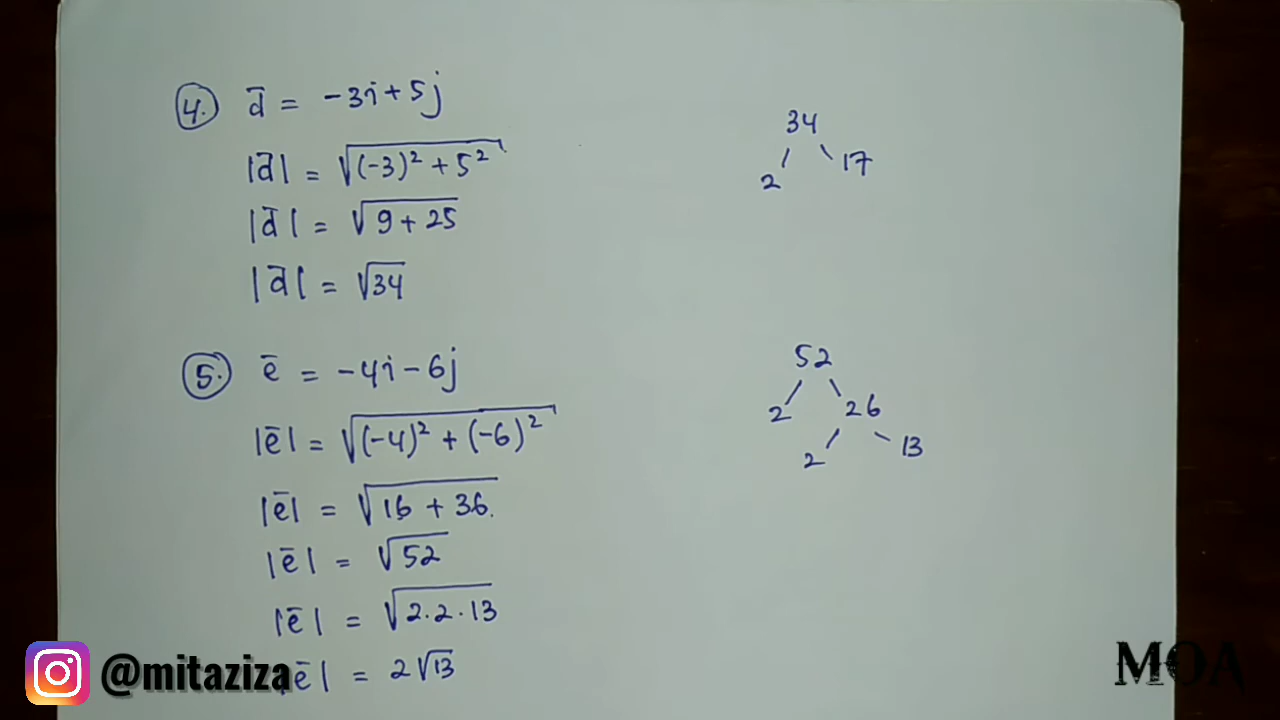 4. d̄ = -3i + 5j
|d̄| = √(-3)² + 5²
|d̄| = √9 + 25
|d̄| = √34
34
2 17
5. ē = -4i - 6j
|ē| = √(-4)² + (-6)²
|ē| = √16 + 36.
|ē| = √52
|ē| = √2.2.13
|ē| = 2√13
52
2 26
2 13
@mitaziza
MOA